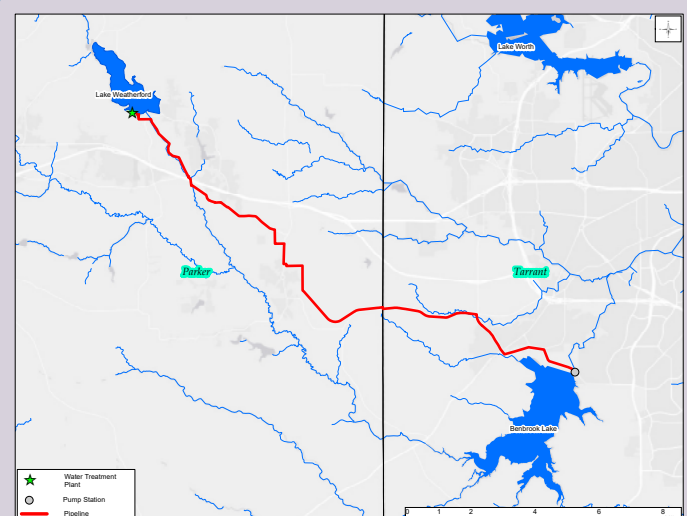 Lake Worth
Lake Weatherford
Parker
Tarrant
Benbrook Lake
Water Treatment
Plant
Pump Station
Pipeline
0 1 2 4 6 8